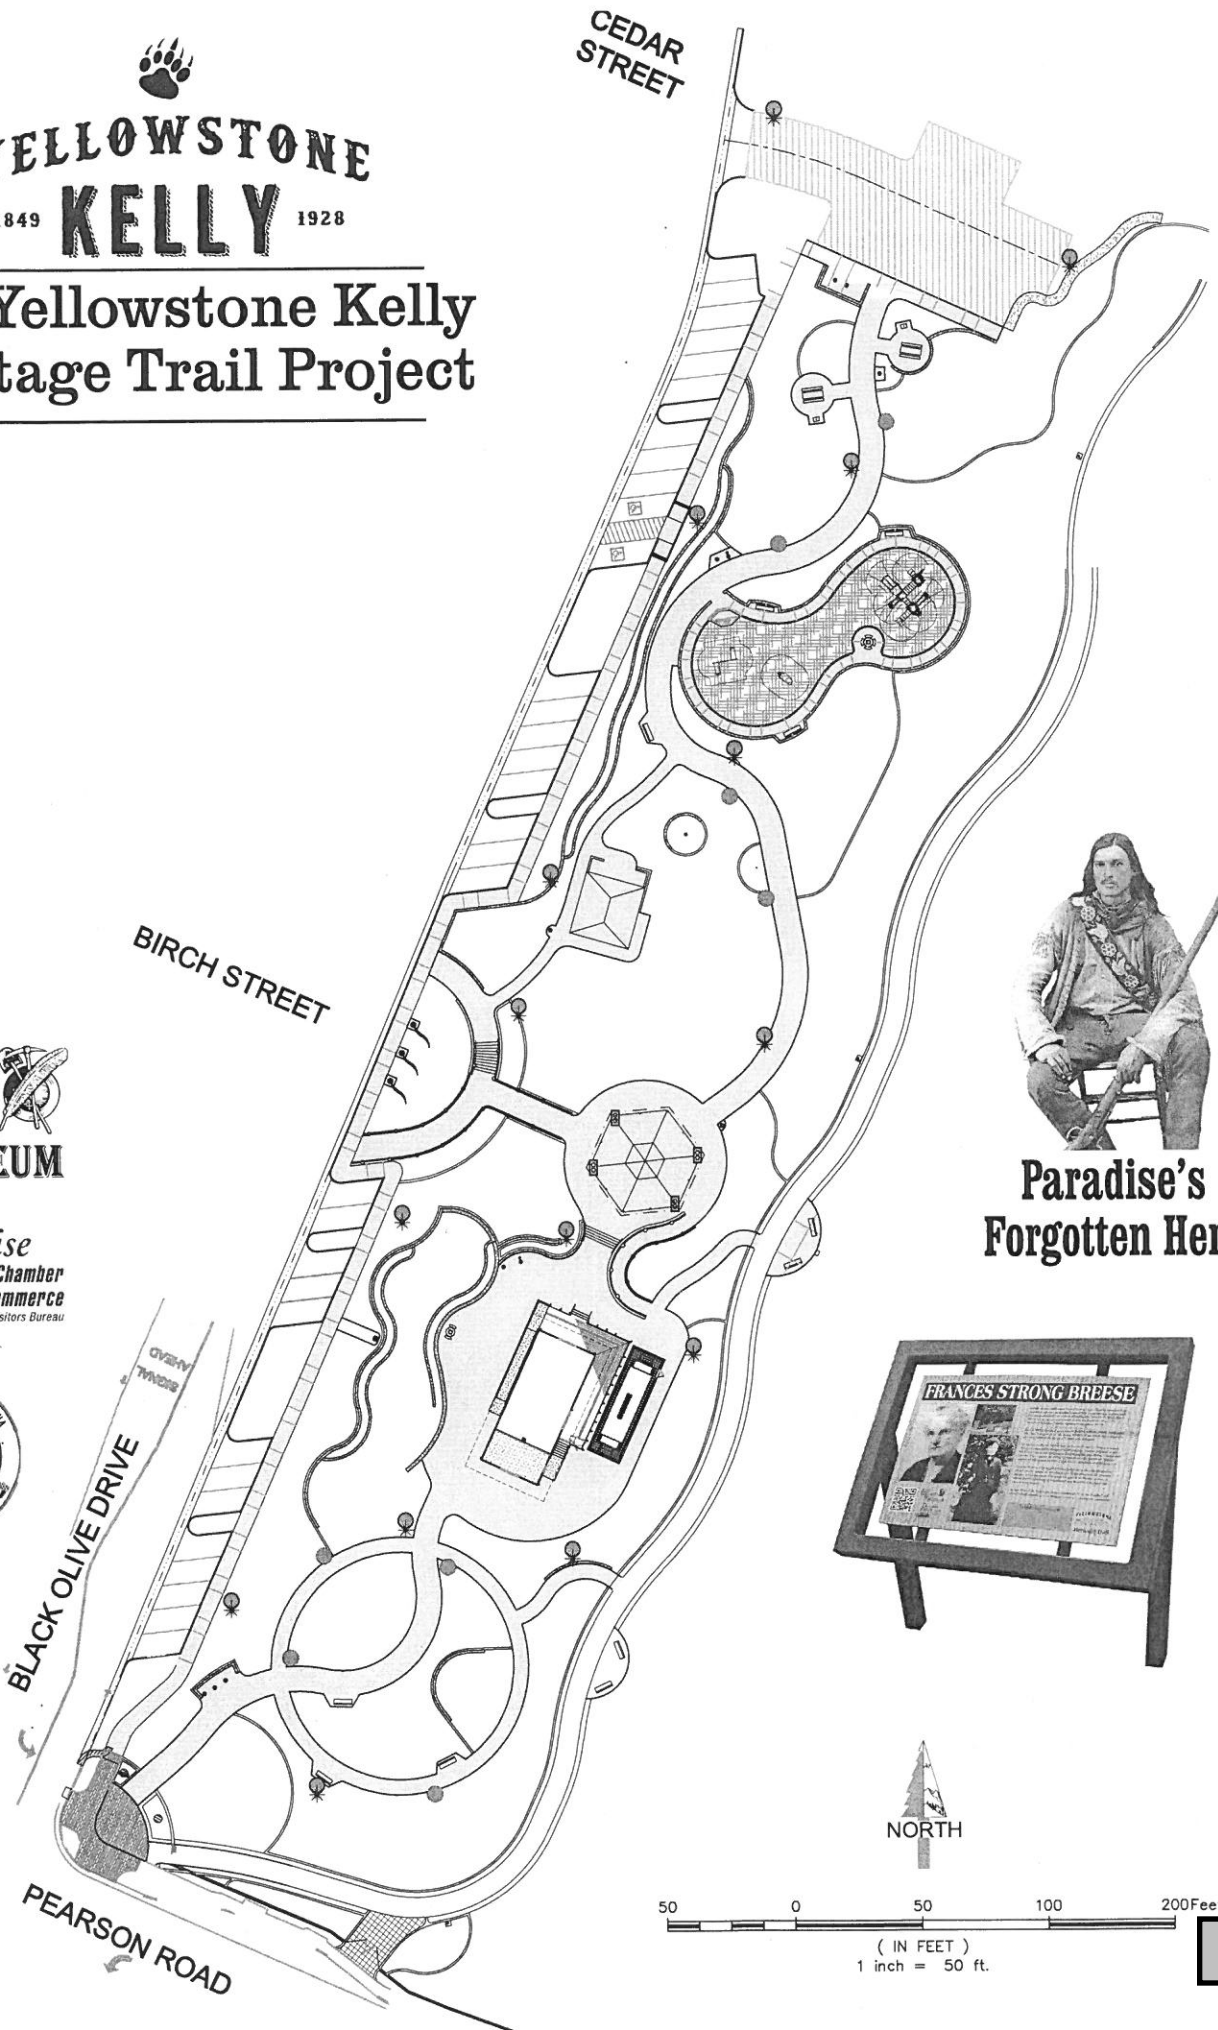 CEDAR
STREET
YELLOWSTONE
1849 KELLY 1928
Yellowstone Kelly
tage Trail Project
BIRCH STREET
EUM
ise
Chamber
mmerce
isitors Bureau
Paradise's
Forgotten Her
FRANCES STRONG BREESE
SIGNAL
AHEAD
BLACK OLIVE DRIVE
PEARSON ROAD
NORTH
50 0 50 100 200Fee
( IN FEET )
1 inch = 50 ft.